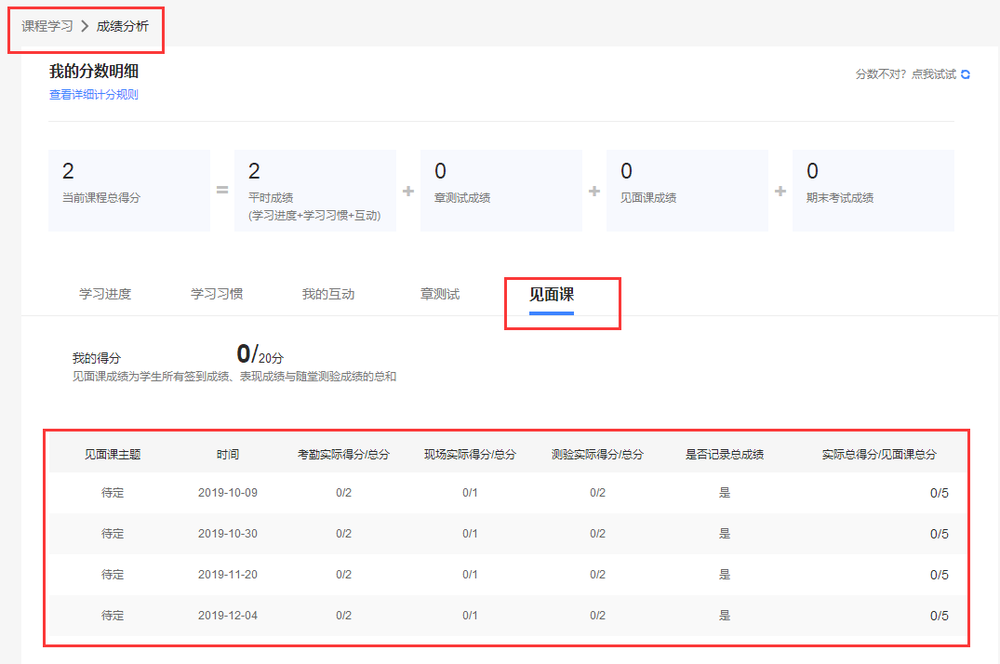 课程学习 > 成绩分析
我的分数明细
分数不对？点我试试
查看详细计分规则
2 = 2 + 0 + 0 + 0
当前课程总得分 平时成绩 章测试成绩 见面课成绩 期末考试成绩
(学习进度+学习习惯+互动)
学习进度 学习习惯 我的互动 章测试 见面课
我的得分 0/20分
见面课成绩为学生所有签到成绩、表现成绩与随堂测验成绩的总和
见面课主题 时间 考勤实际得分/总分 现场实际得分/总分 测验实际得分/总分 是否记录总成绩 实际总得分/见面课总分
待定 2019-10-09 0/2 0/1 0/2 是 0/5
待定 2019-10-30 0/2 0/1 0/2 是 0/5
待定 2019-11-20 0/2 0/1 0/2 是 0/5
待定 2019-12-04 0/2 0/1 0/2 是 0/5